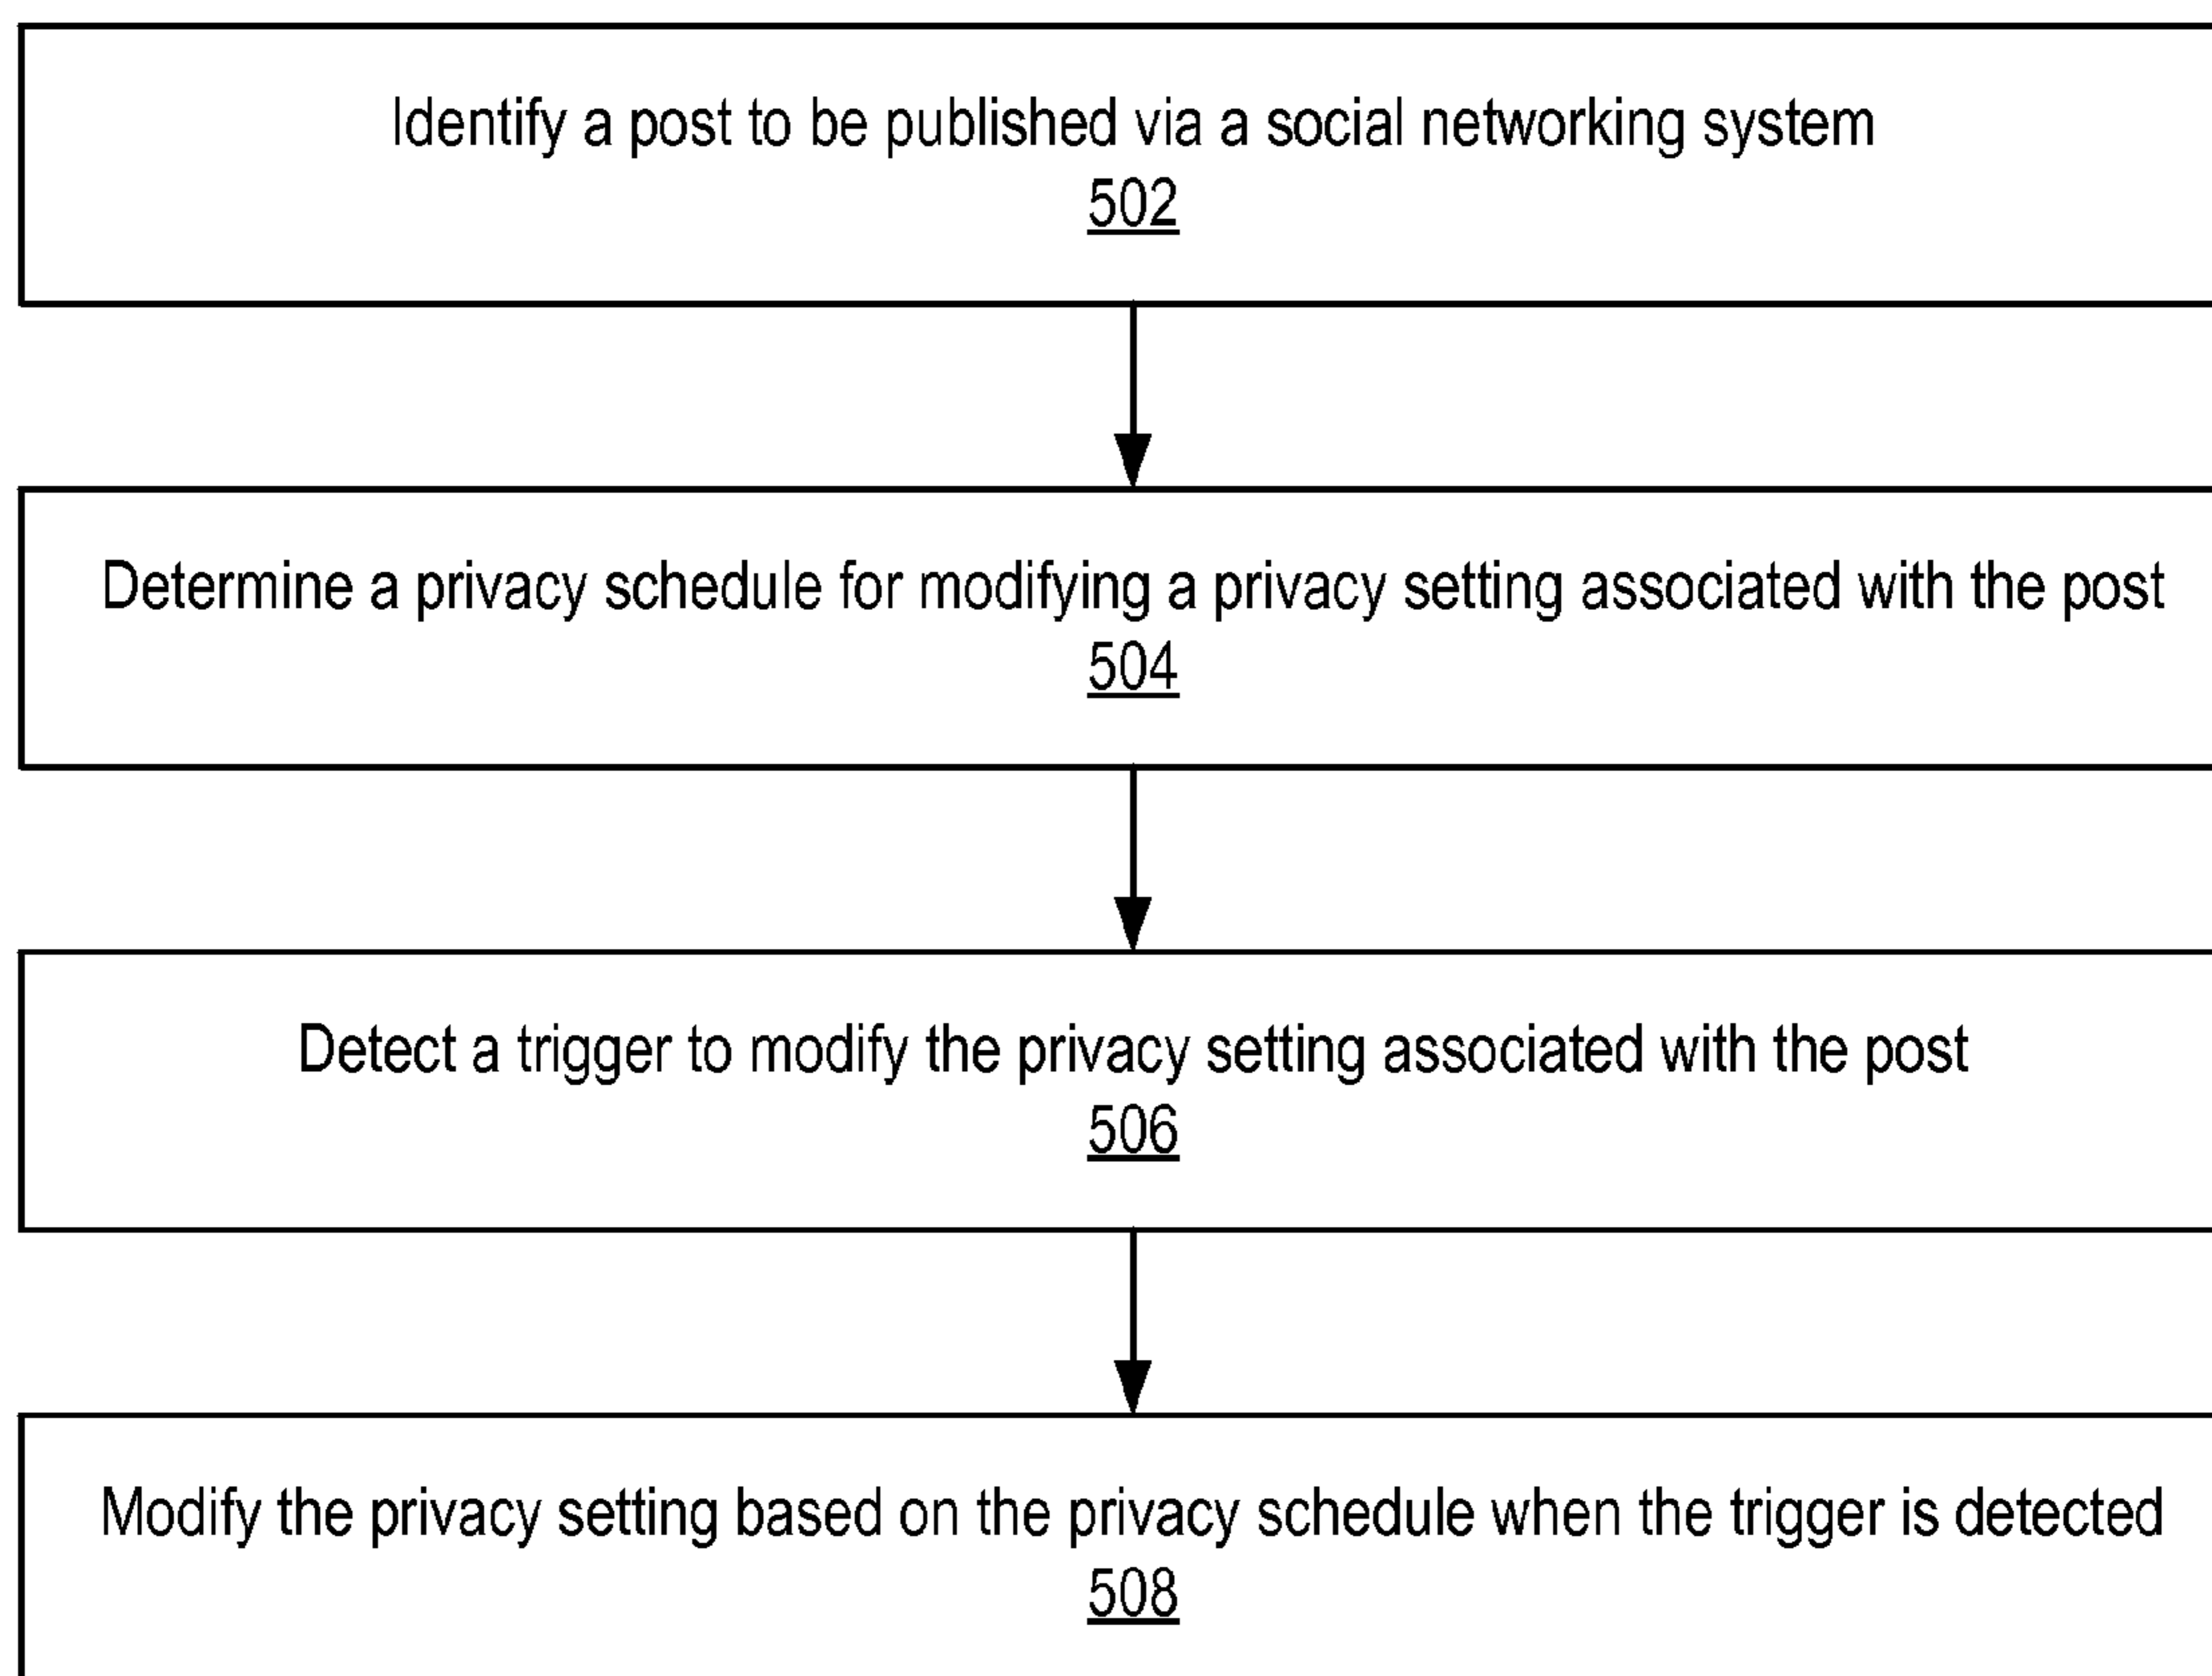 Identify a post to be published via a social networking system
502
Determine a privacy schedule for modifying a privacy setting associated with the post
504
Detect a trigger to modify the privacy setting associated with the post
506
Modify the privacy setting based on the privacy schedule when the trigger is detected
508